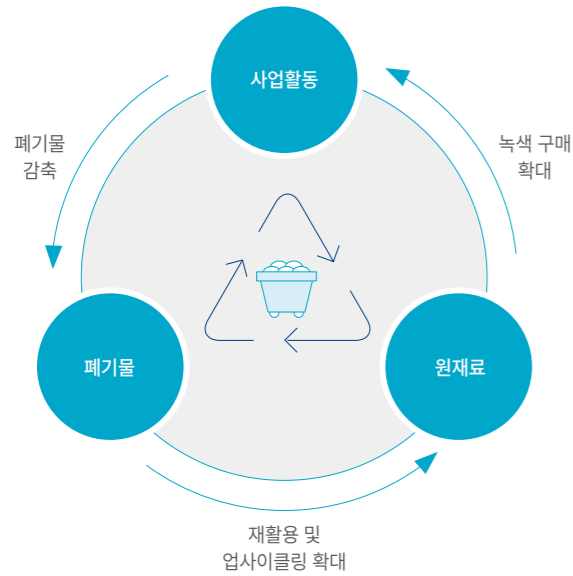 사업활동
폐기물
감축
녹색 구매
확대
폐기물
원재료
재활용 및
업사이클링 확대